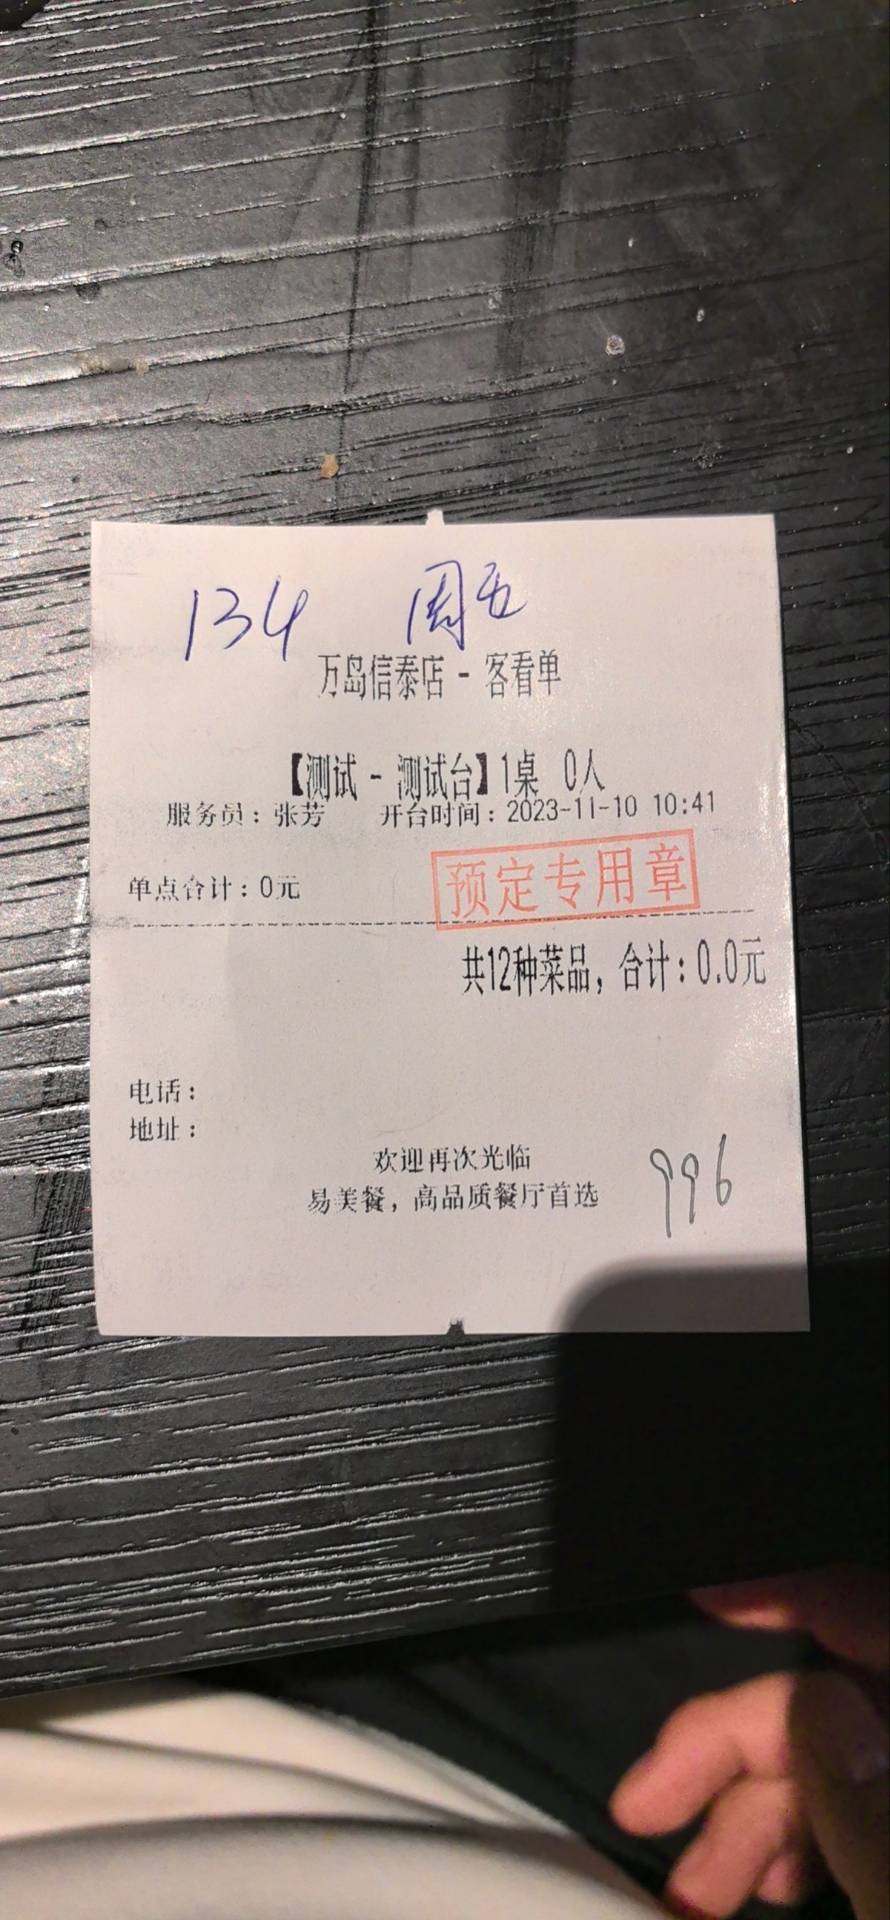 134 周五
万岛信泰店 - 客看单
【测试 - 测试台】1桌 0人
服务员：张芳 开台时间：2023-11-10 10:41
单点合计：0元
预定专用章
共12种菜品，合计：0.0元
电话：
地址：
欢迎再次光临
易美餐，高品质餐厅首选
996